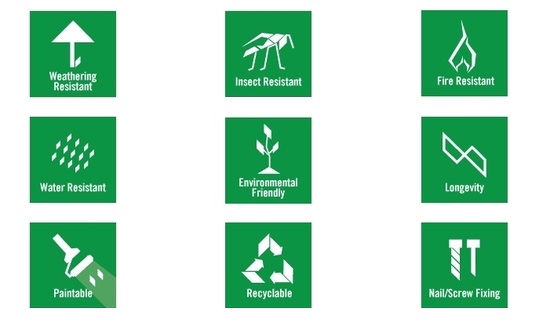 Weathering
Resistant
Insect Resistant
Fire Resistant
Water Resistant
Environmental
Friendly
Longevity
Paintable
Recyclable
Nail/Screw Fixing